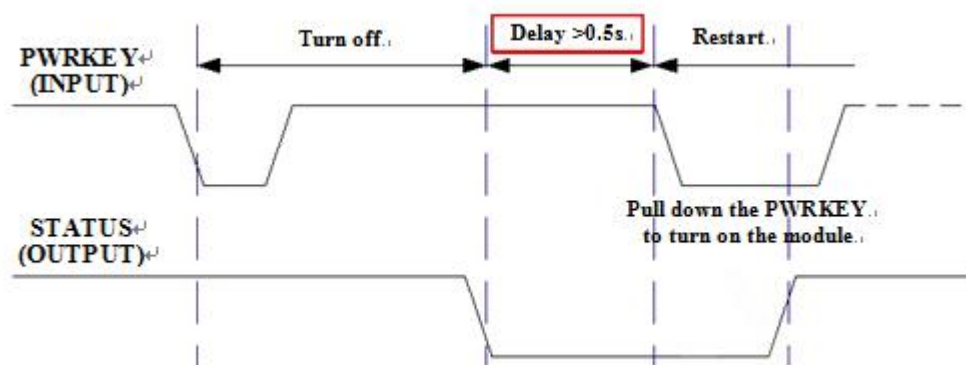 Turn off.
Delay >0.5s.
Restart.
PWRKEY↵
(INPUT)↵
Pull down the PWRKEY.
to turn on the module.
STATUS↵
(OUTPUT)↵